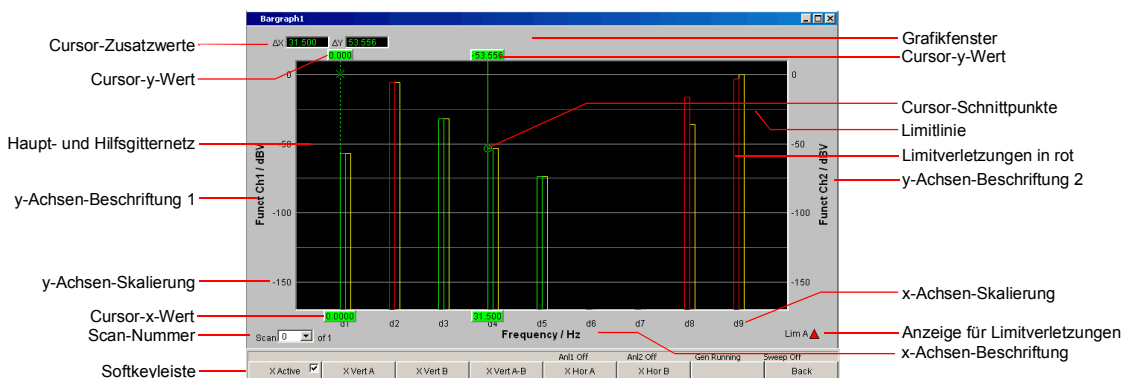 Bargraph1
Cursor-Zusatzwerte
ΔX 31.500 ΔY 53.556
Grafikfenster
0.000
-53.556
Cursor-y-Wert
Cursor-y-Wert
0
0
Cursor-Schnittpunkte
Limitlinie
Haupt- und Hilfsgitternetz
-50
-50
Limitverletzungen in rot
Funct Ch1 / dBV
Funct Ch2 / dBV
y-Achsen-Beschriftung 1
y-Achsen-Beschriftung 2
-100
-100
y-Achsen-Skalierung
-150
-150
x-Achsen-Skalierung
Cursor-x-Wert
0.0000
31.500
d1 d2 d3 d4 d5 d6 d7 d8 d9
Scan-Nummer
Scan 0 of 1
Frequency / Hz
Lim A
Anzeige für Limitverletzungen
x-Achsen-Beschriftung
Anl1 Off Anl2 Off Gen Running Sweep Off
Softkeyleiste
X Active X Vert A X Vert B X Vert A-B X Hor A X Hor B Back